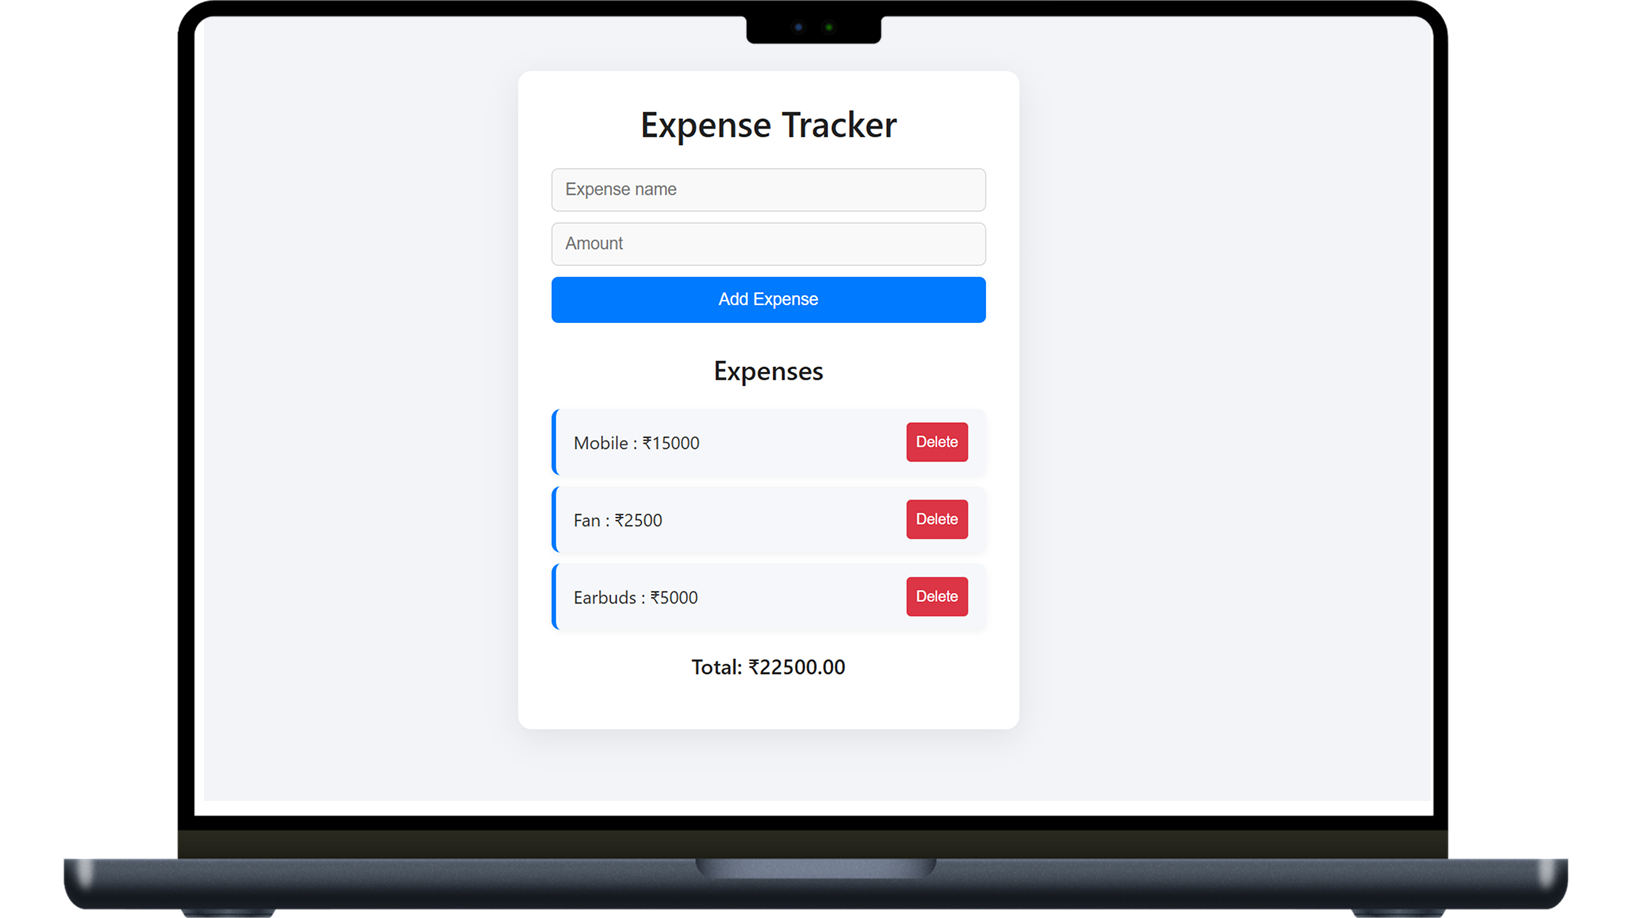 Expense Tracker
Expense name
Amount
Add Expense
Expenses
Mobile : ₹15000 Delete
Fan : ₹2500 Delete
Earbuds : ₹5000 Delete
Total: ₹22500.00